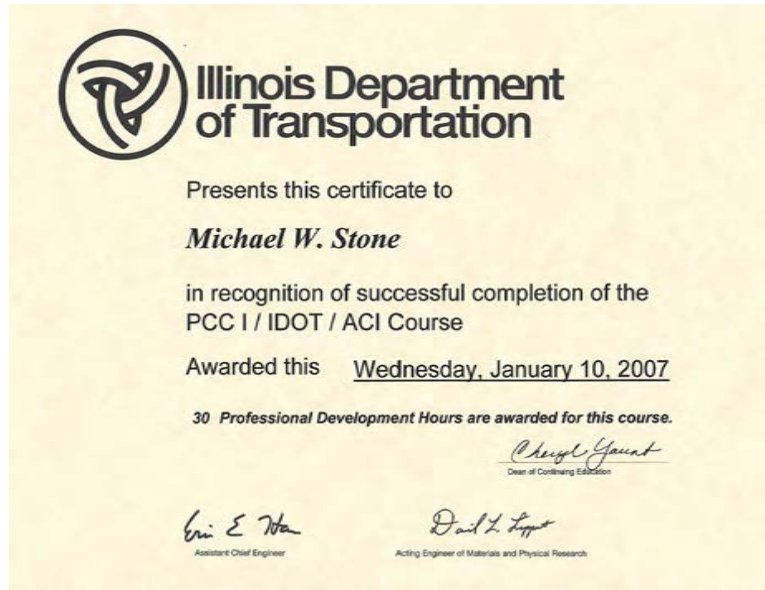 Illinois Department
of Transportation
Presents this certificate to
Michael W. Stone
in recognition of successful completion of the
PCC I / IDOT / ACI Course
Awarded this Wednesday, January 10, 2007
30 Professional Development Hours are awarded for this course.
Cheryl
Dean of Continuing Education
Eric E
Assistant Chief Engineer
Acting Engineer of Materials and Physical Research